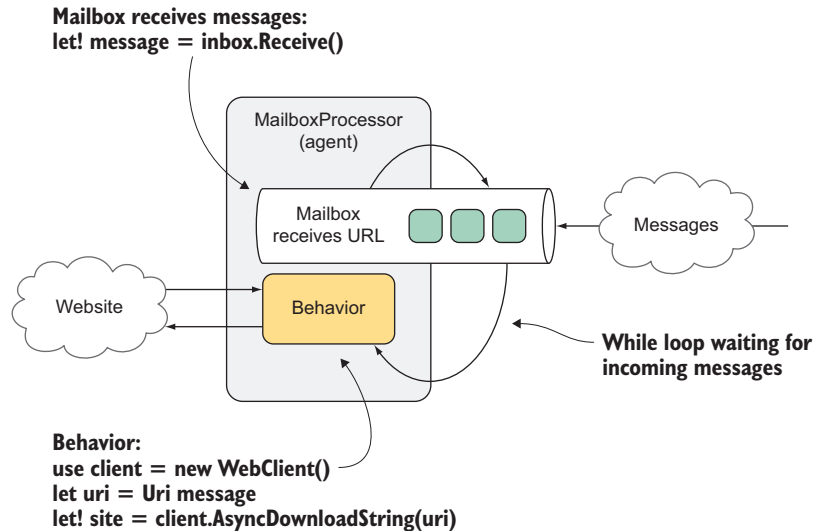 Mailbox receives messages:
let! message = inbox.Receive()
MailboxProcessor
(agent)
Mailbox
receives URL
Messages
Website
Behavior
While loop waiting for
incoming messages
Behavior:
use client = new WebClient()
let uri = Uri message
let! site = client.AsyncDownloadString(uri)